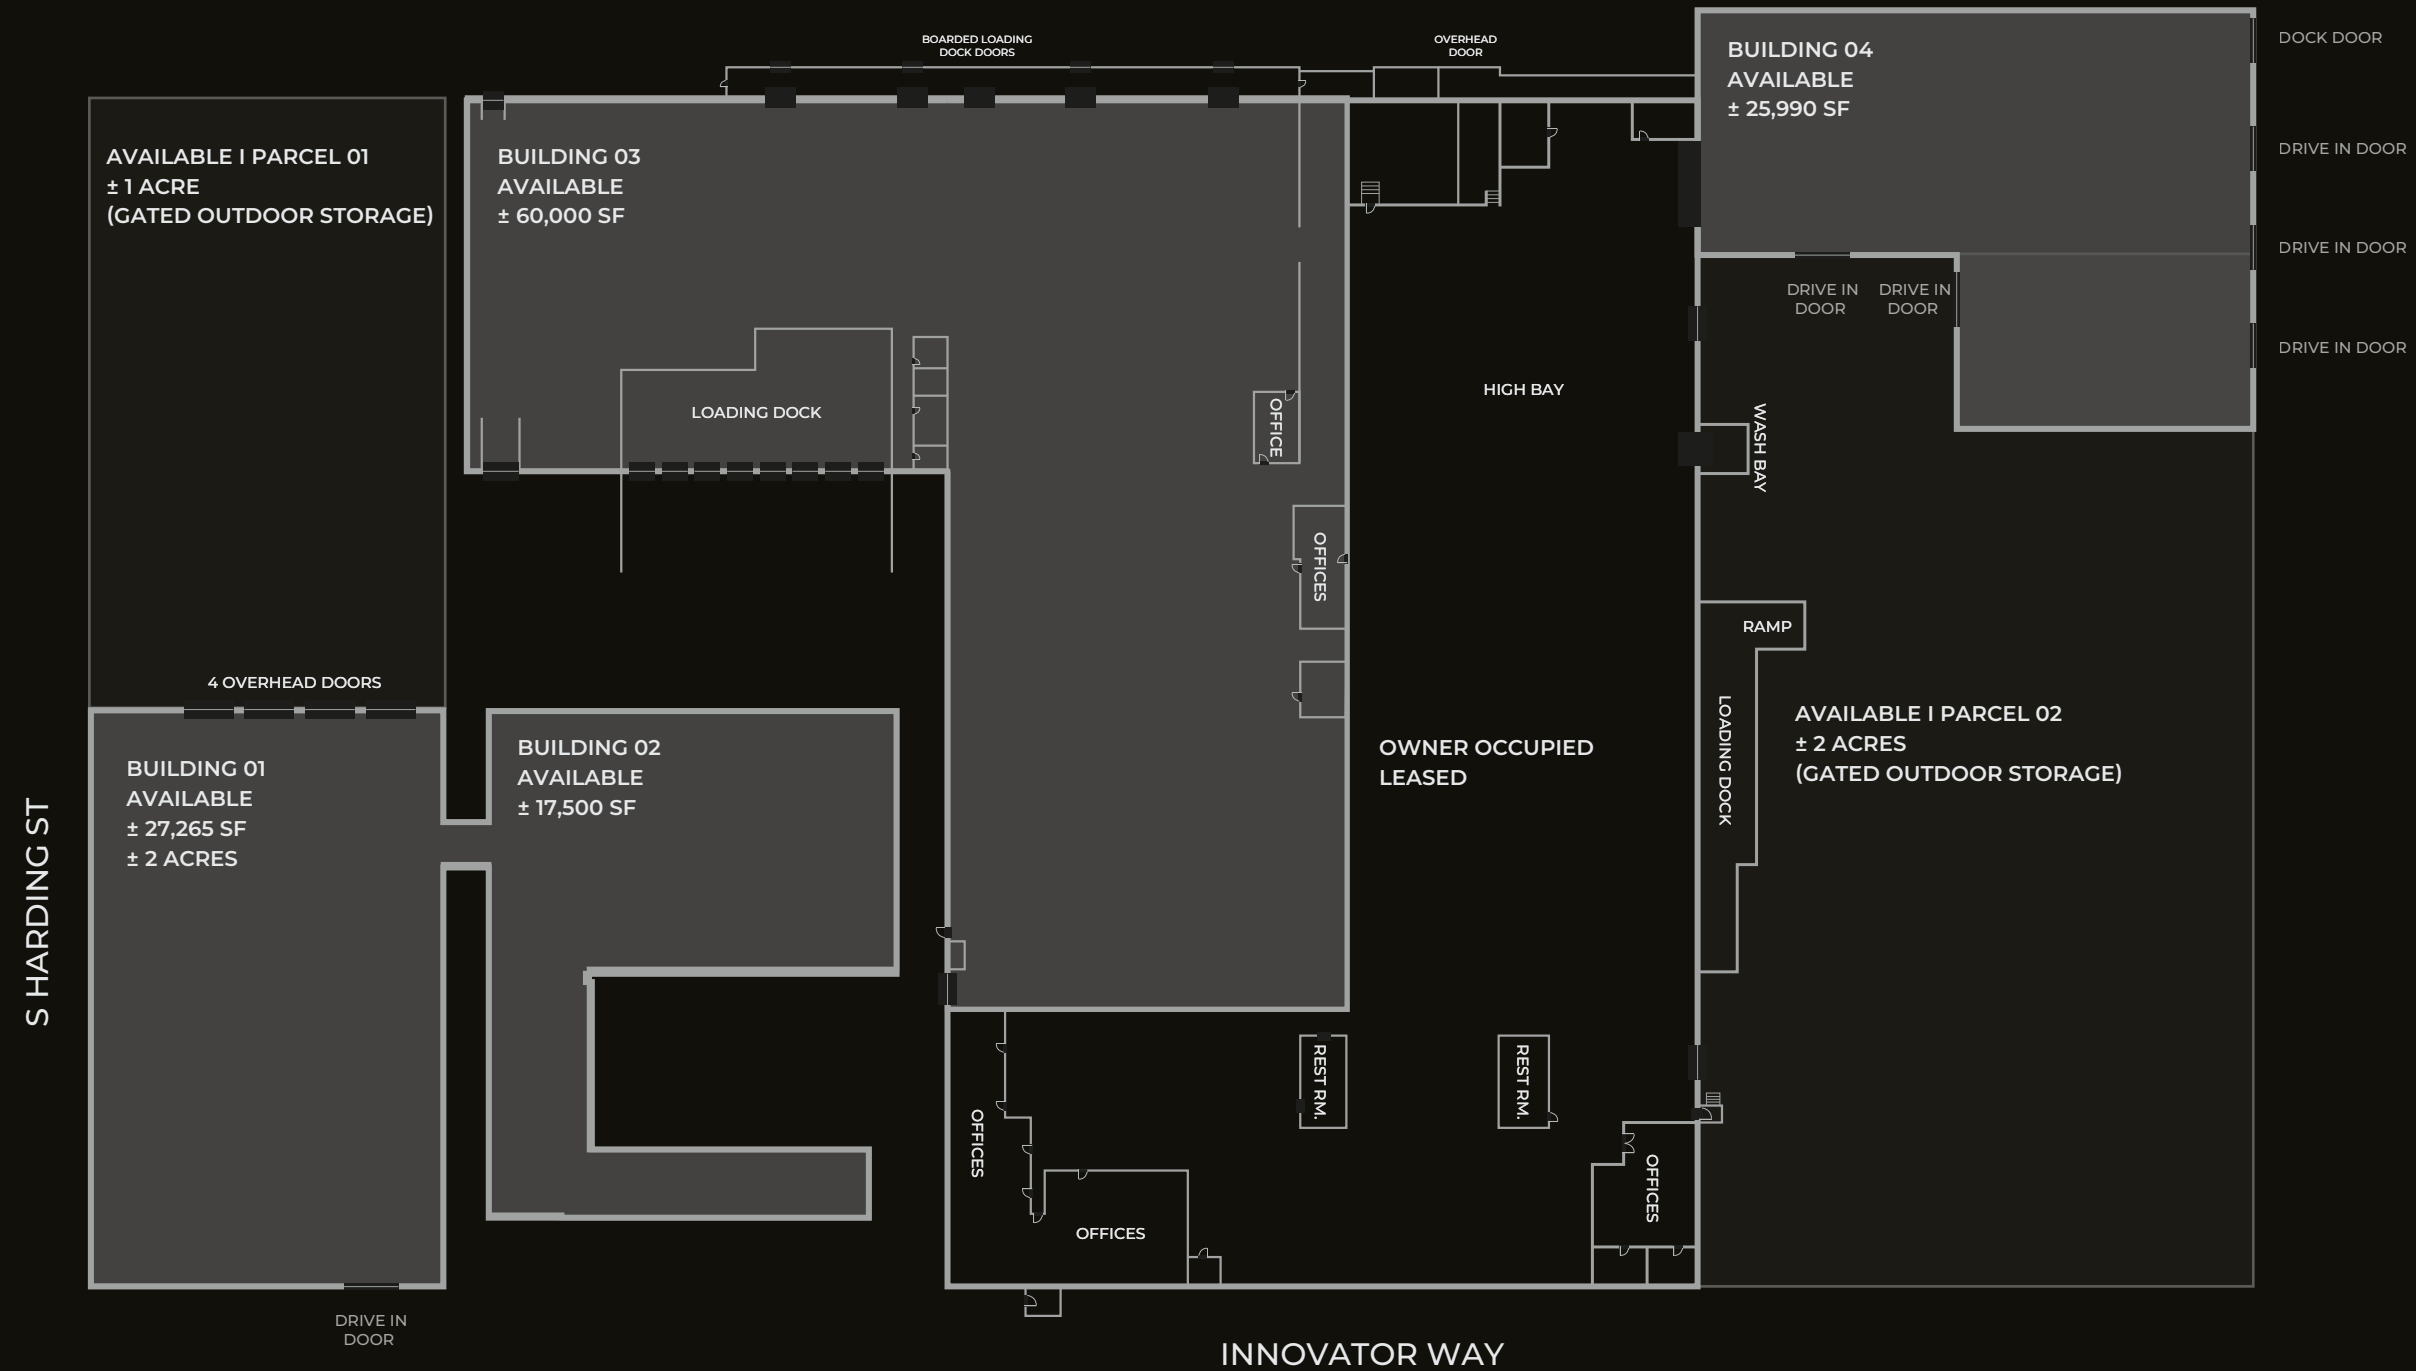 BOARDED LOADING
DOCK DOORS
OVERHEAD
DOOR
BUILDING 04
AVAILABLE
± 25,990 SF
DOCK DOOR
DRIVE IN DOOR
DRIVE IN DOOR
DRIVE IN DOOR
DRIVE IN
DOOR
DRIVE IN
DOOR
AVAILABLE I PARCEL 01
± 1 ACRE
(GATED OUTDOOR STORAGE)
BUILDING 03
AVAILABLE
± 60,000 SF
LOADING DOCK
OFFICE
OFFICES
HIGH BAY
WASH BAY
RAMP
LOADING DOCK
AVAILABLE I PARCEL 02
± 2 ACRES
(GATED OUTDOOR STORAGE)
OWNER OCCUPIED
LEASED
4 OVERHEAD DOORS
BUILDING 01
AVAILABLE
± 27,265 SF
± 2 ACRES
BUILDING 02
AVAILABLE
± 17,500 SF
S HARDING ST
OFFICES
OFFICES
REST RM.
REST RM.
OFFICES
DRIVE IN
DOOR
INNOVATOR WAY